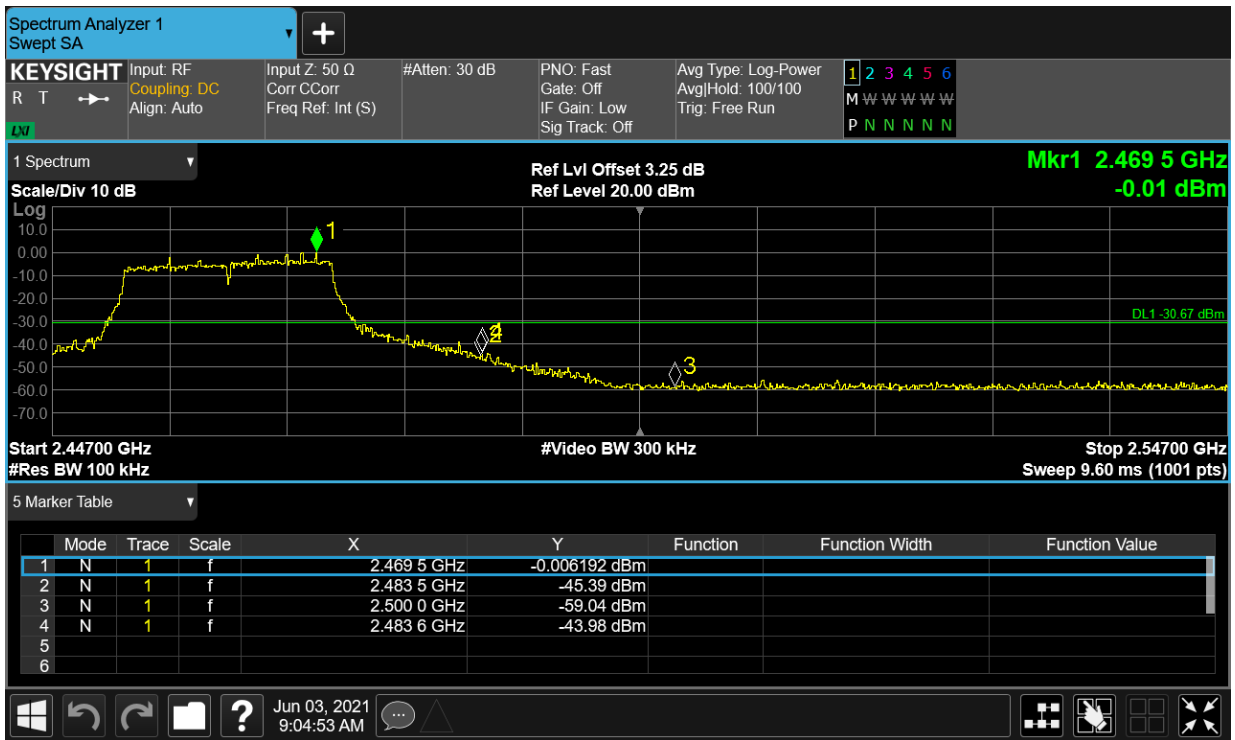 Spectrum Analyzer 1
Swept SA
+
KEYSIGHT
R T
LXI
Input: RF
Coupling: DC
Align: Auto
Input Z: 50 Ω
Corr CCorr
Freq Ref: Int (S)
#Atten: 30 dB
PNO: Fast
Gate: Off
IF Gain: Low
Sig Track: Off
Avg Type: Log-Power
Avg|Hold: 100/100
Trig: Free Run
1 2 3 4 5 6
M W W W W W
P N N N N N
1 Spectrum
Scale/Div 10 dB
Ref Lvl Offset 3.25 dB
Ref Level 20.00 dBm
Mkr1 2.469 5 GHz
-0.01 dBm
Log
10.0
0.00
-10.0
-20.0
-30.0
-40.0
-50.0
-60.0
-70.0
1
3
DL1 -30.67 dBm
Start 2.44700 GHz
#Video BW 300 kHz
Stop 2.54700 GHz
#Res BW 100 kHz
Sweep 9.60 ms (1001 pts)
5 Marker Table
Mode Trace Scale X Y Function Function Width Function Value
1 N 1 f 2.469 5 GHz -0.006192 dBm
2 N 1 f 2.483 5 GHz -45.39 dBm
3 N 1 f 2.500 0 GHz -59.04 dBm
4 N 1 f 2.483 6 GHz -43.98 dBm
5
6
?
Jun 03, 2021
9:04:53 AM